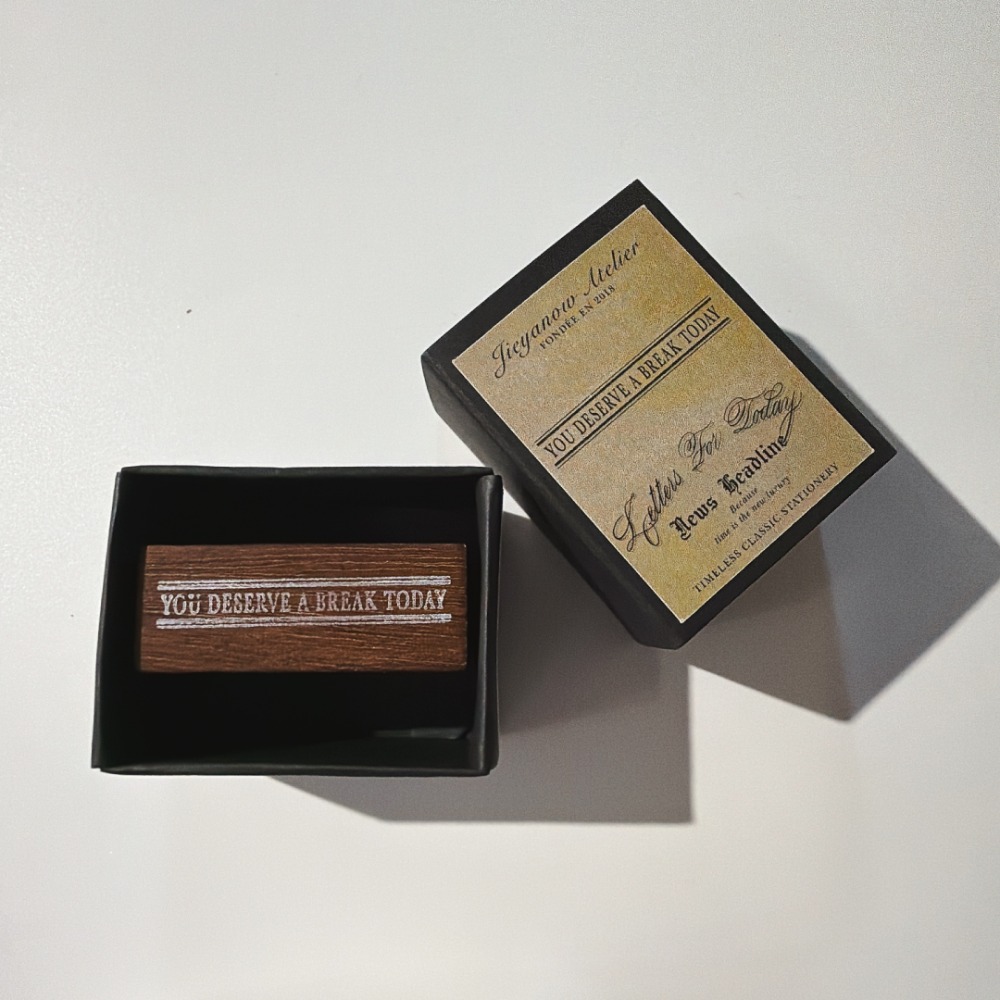 YOÜ DESERVE A BREAK TODAY
Jieyanow Atelier
FONDÉE EN 2018
YOU DESERVE A BREAK TODAY
Letters For Today
News Headline
Because
time is the new luxury
TIMELESS CLASSIC STATIONERY